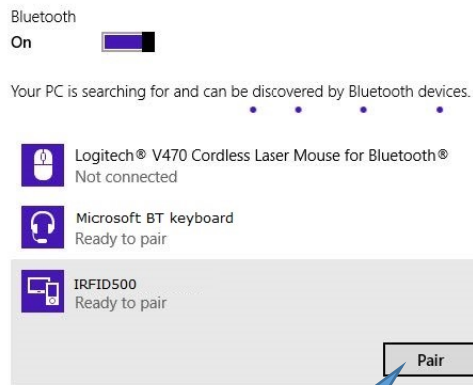 Bluetooth
On
Your PC is searching for and can be discovered by Bluetooth devices.
Logitech® V470 Cordless Laser Mouse for Bluetooth®
Not connected
Microsoft BT keyboard
Ready to pair
IRFID500
Ready to pair
Pair